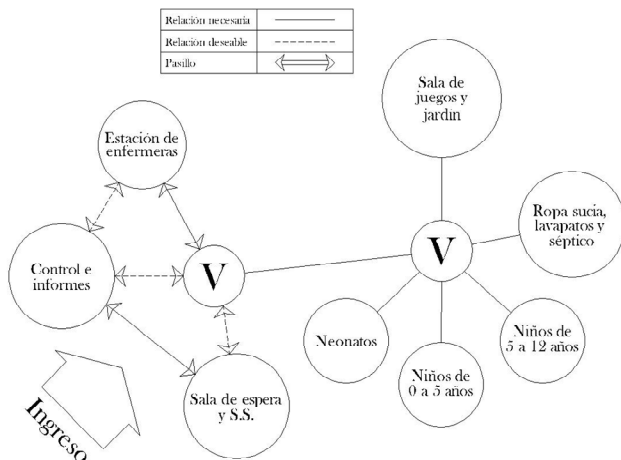 Relación necesaria
Relación deseable
Pasillo
Sala de
juegos y
jardin
Estación de
enfermeras
Ropa sucia,
lavapatos y
séptico
Control e
informes
V
V
Neonatos
Niños de
5 a 12 años
Niños de
0 a 5 años
Sala de espera
y S.S.
Ingreso